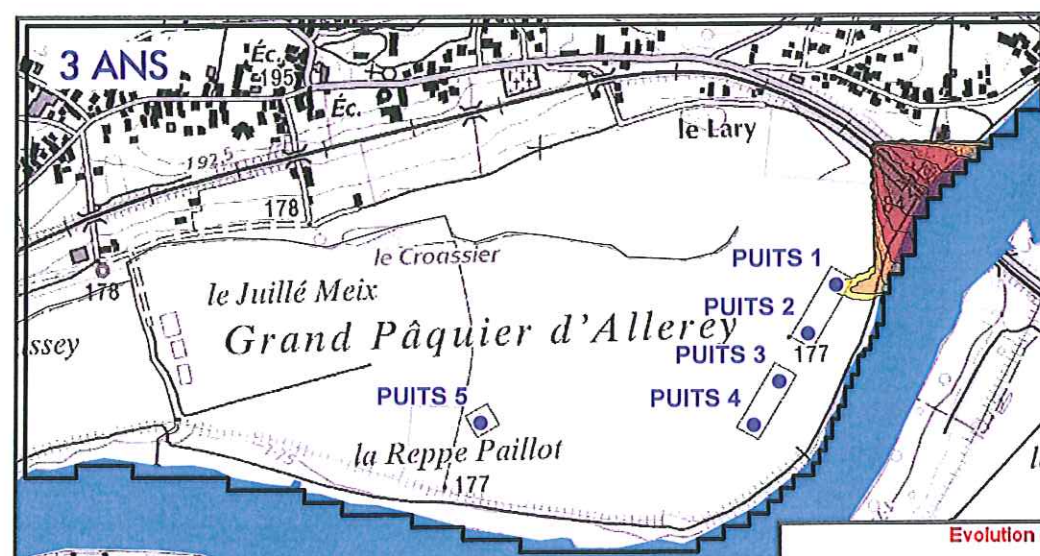 3 ANS
Éc.
195
Éc.
192.5
le Lary
178
le Croassier
PUITS 1
178
le Juillé Meix
PUITS 2
issey
Grand Pâquier d'Allerey
177
PUITS 3
PUITS 5
PUITS 4
la Reppe Paillot
177
Evolution